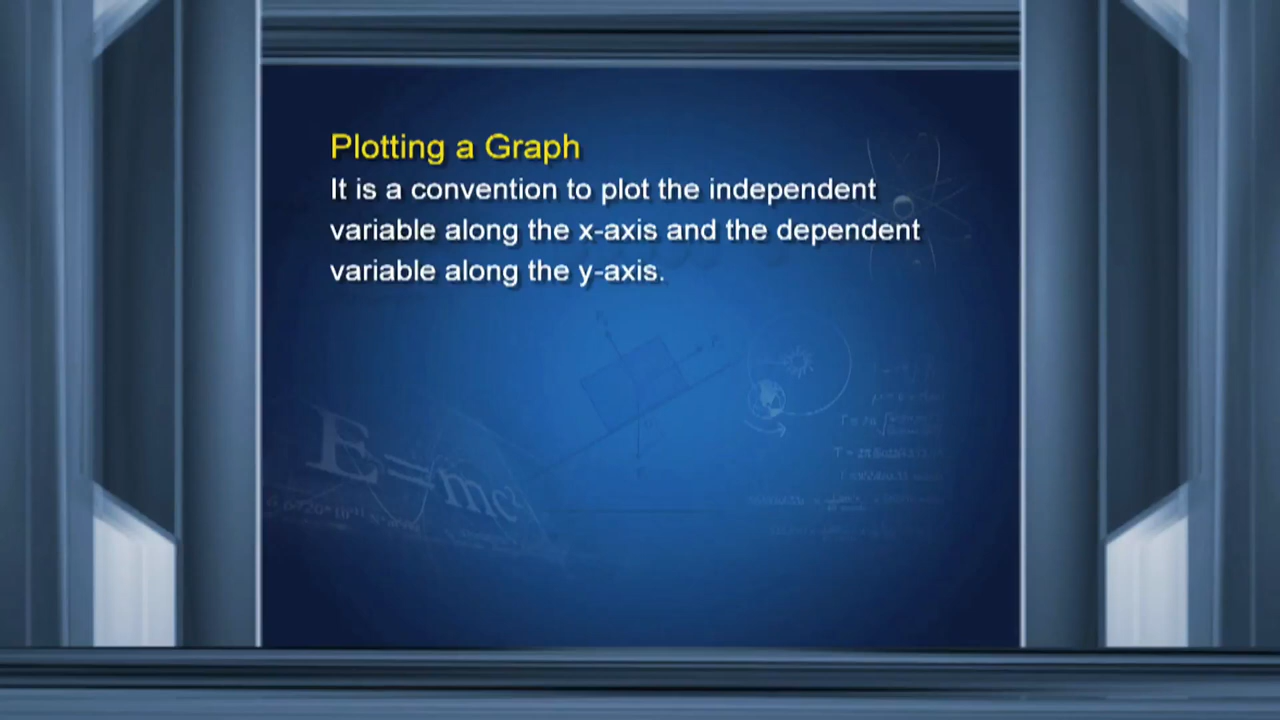 Plotting a Graph
It is a convention to plot the independent
variable along the x-axis and the dependent
variable along the y-axis.
E=mc²